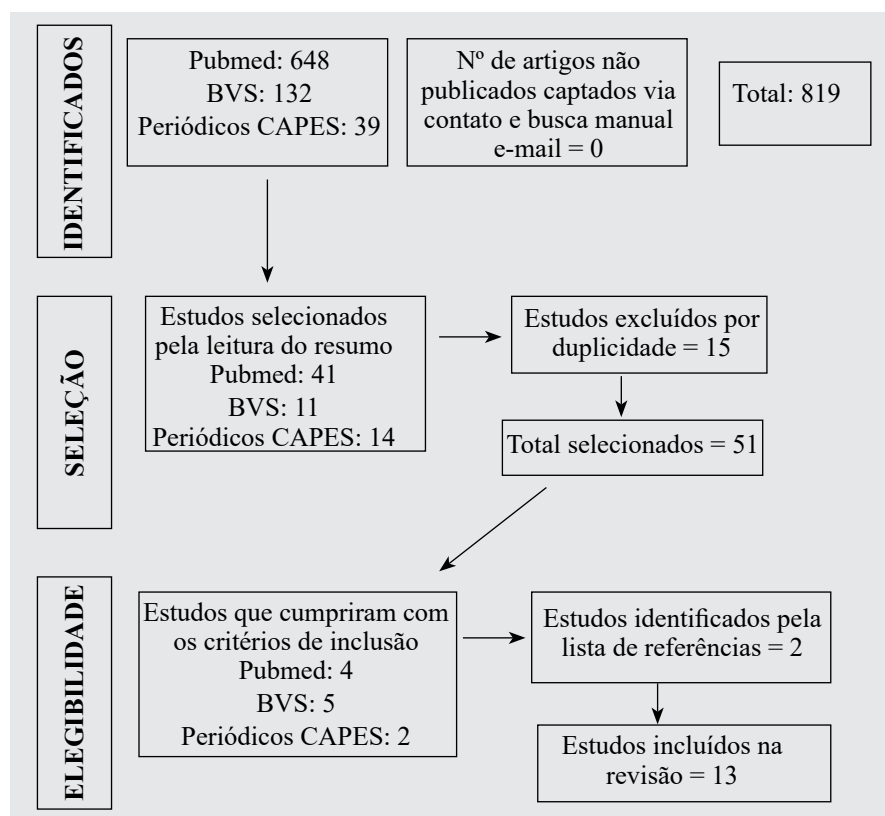 IDENTIFICADOS
Pubmed: 648
BVS: 132
Periódicos CAPES: 39
Nº de artigos não
publicados captados via
contato e busca manual
e-mail = 0
Total: 819
SELEÇÃO
Estudos selecionados
pela leitura do resumo
Pubmed: 41
BVS: 11
Periódicos CAPES: 14
Estudos excluídos por
duplicidade = 15
Total selecionados = 51
ELEGIBILIDADE
Estudos que cumpriram com
os critérios de inclusão
Pubmed: 4
BVS: 5
Periódicos CAPES: 2
Estudos identificados pela
lista de referências = 2
Estudos incluídos na
revisão = 13